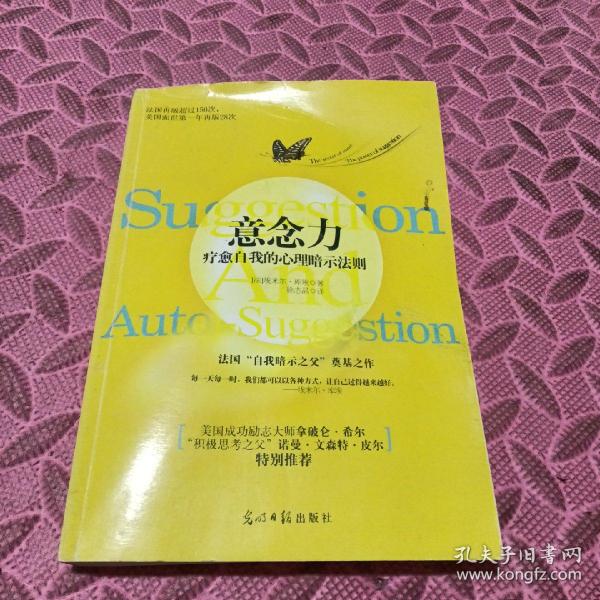 法国再版超过150次,
美国面世第一年再版28次
The secret of mind
The power of suggestion
Suggestion
And
Auto-Suggestion
意念力
疗愈自我的心理暗示法则
[法]埃米尔·库埃 著
法国“自我暗示之父”奠基之作
每一天每一时,我们都可以以各种方式,让自己过得越来越好。
——埃米尔·库埃
[美国成功励志大师拿破仑·希尔
“积极思考之父”诺曼·文森特·皮尔]
特别推荐
光明日报出版社
孔夫子旧书网
www.kongfz.com